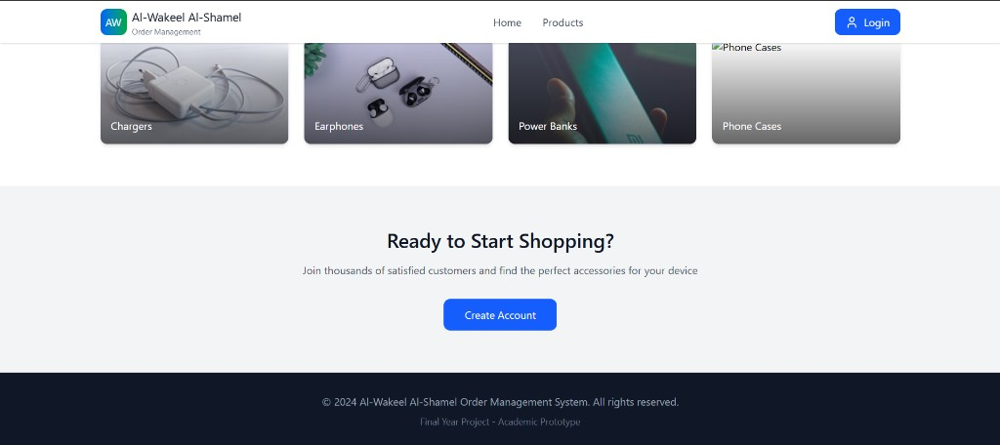 AW
Al-Wakeel Al-Shamel
Order Management
Home
Products
Login
Phone Cases
Chargers
Earphones
Power Banks
Phone Cases
Ready to Start Shopping?
Join thousands of satisfied customers and find the perfect accessories for your device
Create Account
© 2024 Al-Wakeel Al-Shamel Order Management System. All rights reserved.
Final Year Project - Academic Prototype